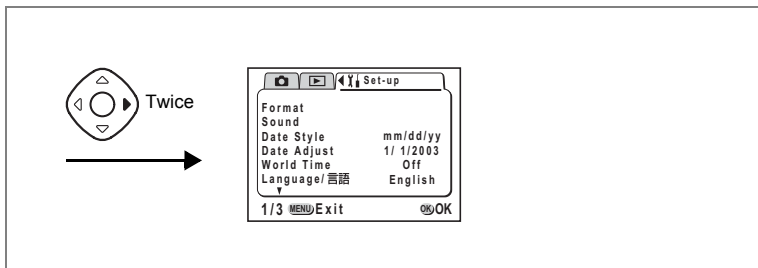 Twice
Set-up
Format
Sound
Date Style mm/dd/yy
Date Adjust 1/ 1/2003
World Time Off
Language/言語 English
1/3 MENU Exit OK OK